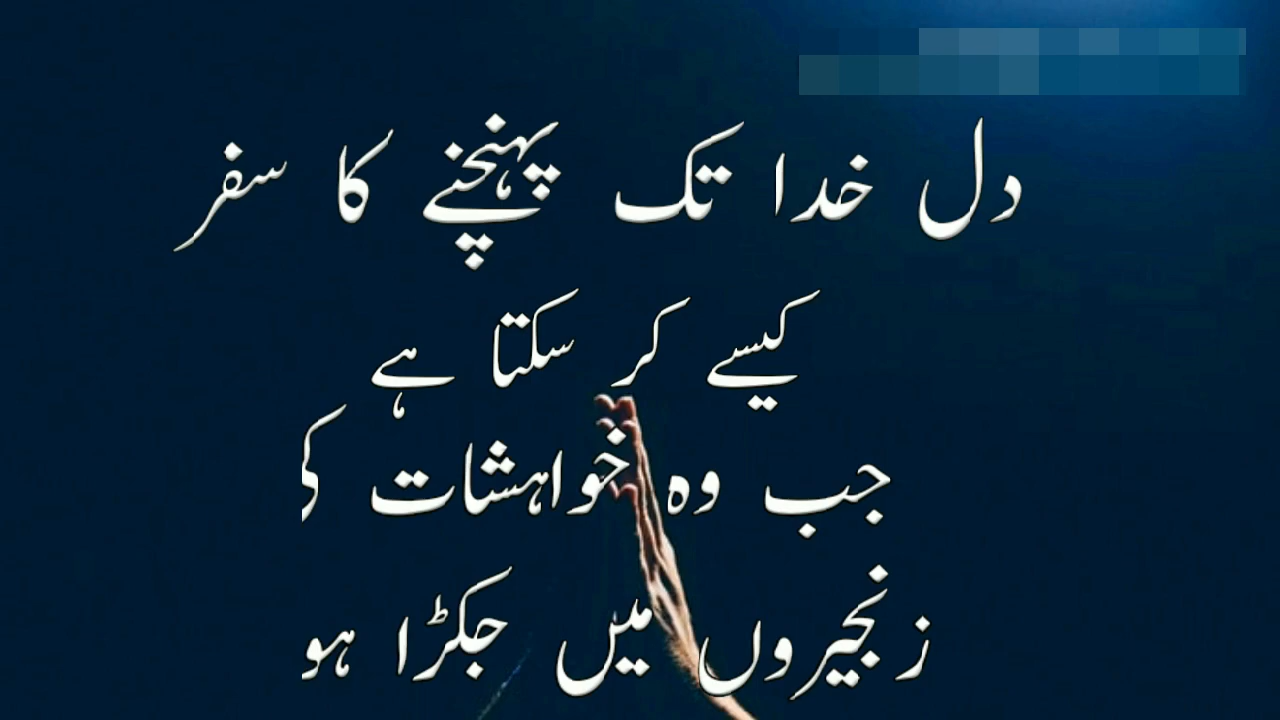 دل خدا تک پہنچنے کا سفر
کیسے کر سکتا ہے
جب وہ خواہشات کی
زنجیروں میں جکڑا ہو